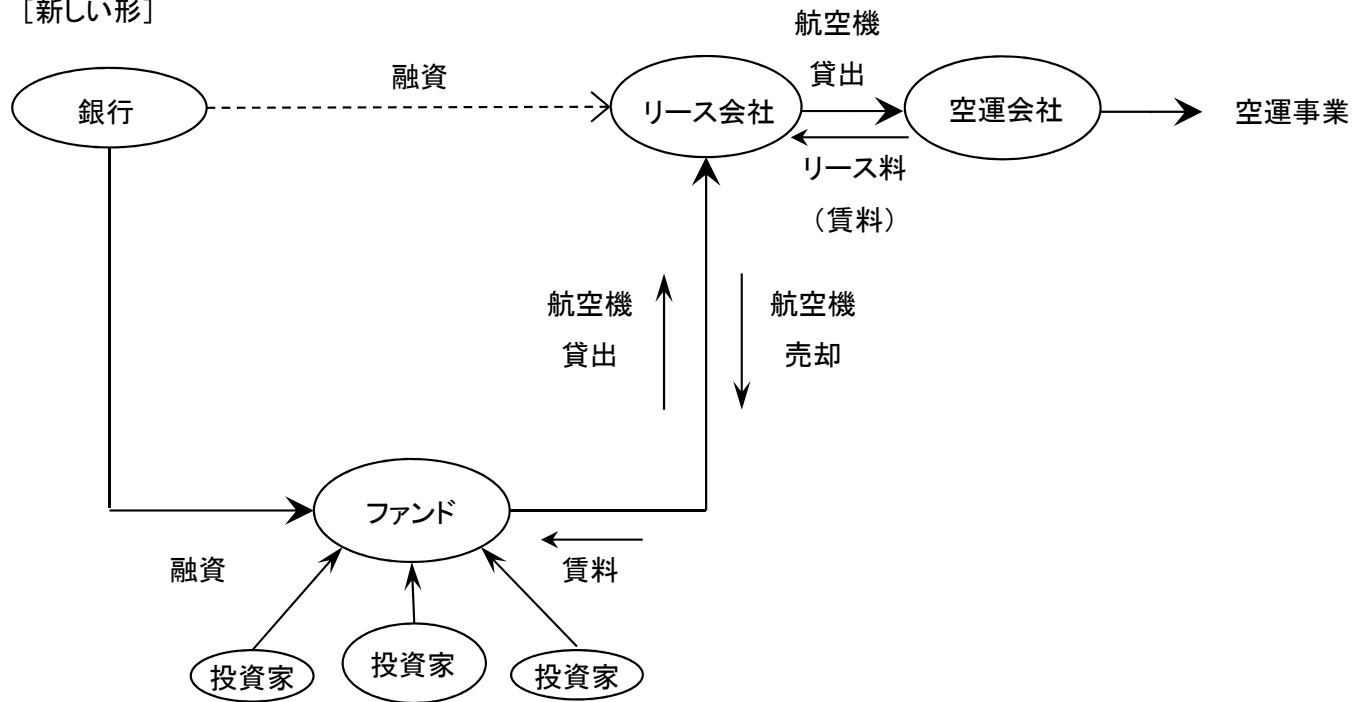 ［新しい形］
航空機
貸出
融資
銀行
リース会社
空運会社
空運事業
リース料
（賃料）
航空機
貸出
航空機
売却
ファンド
融資
賃料
投資家
投資家
投資家